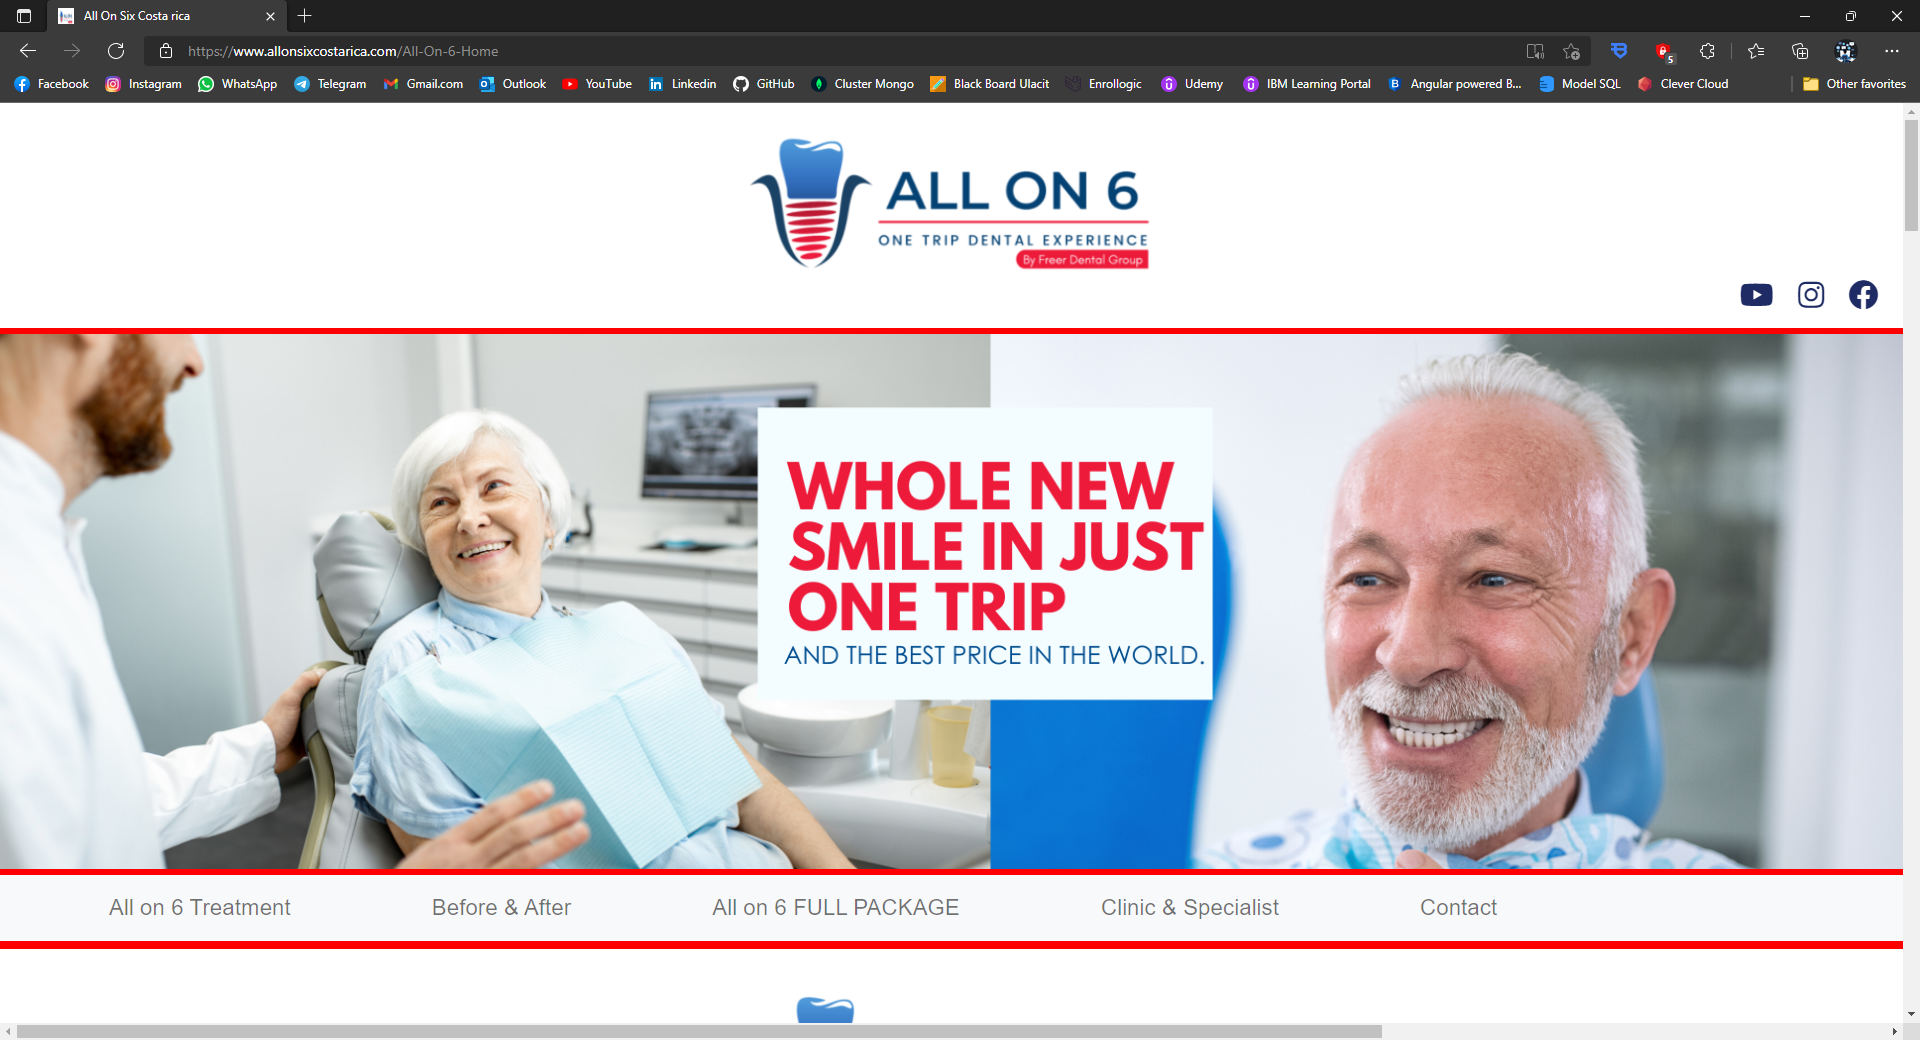 All On Six Costa rica
https://www.allonsixcostarica.com/All-On-6-Home
5
Facebook
Instagram
WhatsApp
Telegram
Gmail.com
Outlook
YouTube
Linkedin
GitHub
Cluster Mongo
Black Board Ulacit
Enrollogic
Udemy
IBM Learning Portal
Angular powered B...
Model SQL
Clever Cloud
Other favorites
ALL ON 6
ONE TRIP DENTAL EXPERIENCE
By Freer Dental Group
WHOLE NEW
SMILE IN JUST
ONE TRIP
AND THE BEST PRICE IN THE WORLD.
All on 6 Treatment
Before & After
All on 6 FULL PACKAGE
Clinic & Specialist
Contact